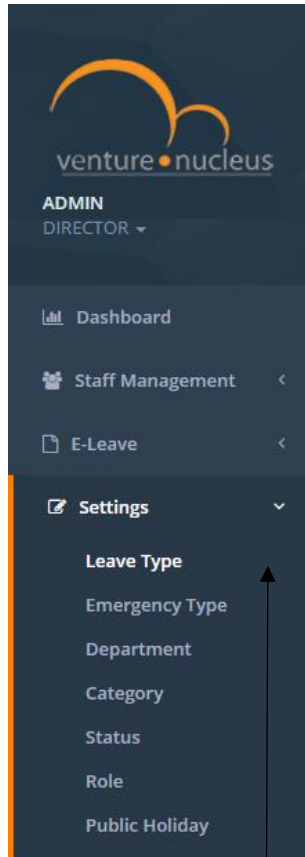 venture nucleus
ADMIN
DIRECTOR
Dashboard
Staff Management
E-Leave
Settings
Leave Type
Emergency Type
Department
Category
Status
Role
Public Holiday